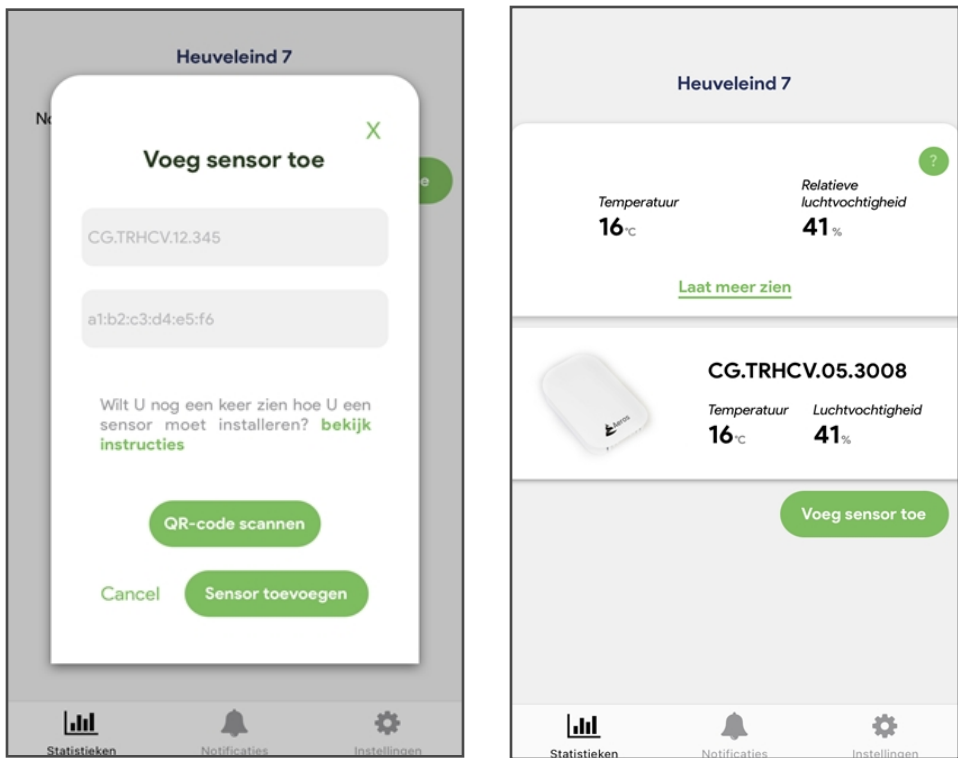 Heuveleind 7
No
X
Voeg sensor toe
e
CG.TRHCV.12.345
a1:b2:c3:d4:e5:f6
Wilt U nog een keer zien hoe U een
sensor moet installeren? bekijk
instructies
QR-code scannen
Cancel
Sensor toevoegen
Statistieken
Notificaties
Instellingen
Heuveleind 7
?
Temperatuur
16°C
Relatieve
luchtvochtigheid
41 %
Laat meer zien
Aeros
CG.TRHCV.05.3008
Temperatuur
16°C
Luchtvochtigheid
41%
Voeg sensor toe
Statistieken
Notificaties
Instellingen